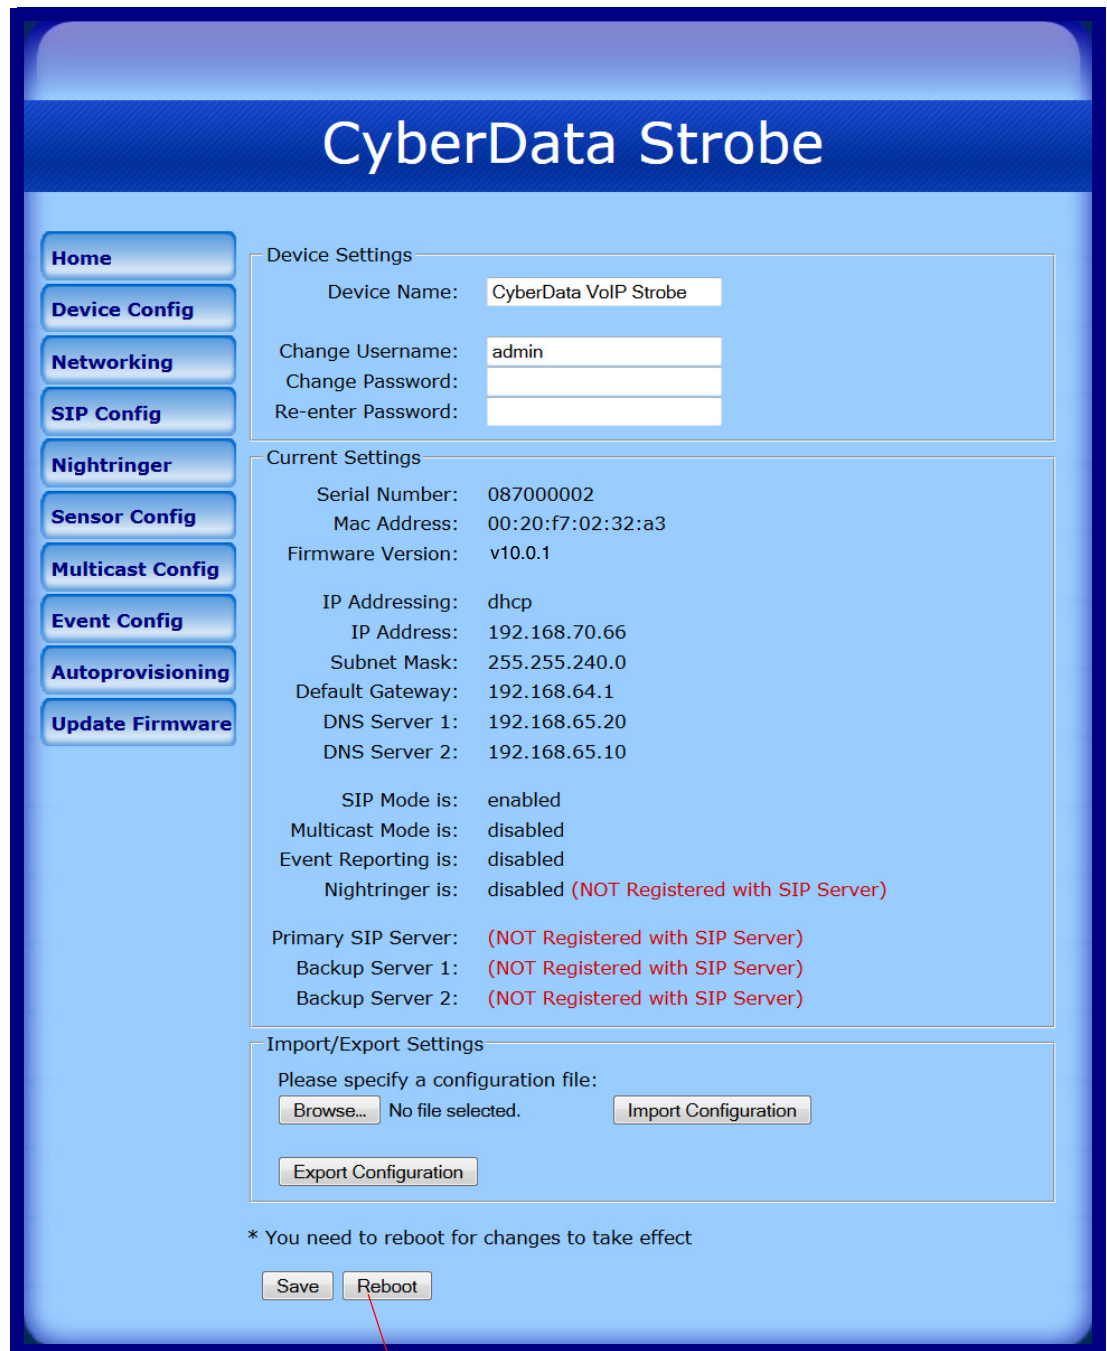 CyberData Strobe
Home
Device Config
Networking
SIP Config
Nightringer
Sensor Config
Multicast Config
Event Config
Autoprovisioning
Update Firmware
Device Settings
Device Name: CyberData VoIP Strobe
Change Username: admin
Change Password:
Re-enter Password:
Current Settings
Serial Number: 087000002
Mac Address: 00:20:f7:02:32:a3
Firmware Version: v10.0.1
IP Addressing: dhcp
IP Address: 192.168.70.66
Subnet Mask: 255.255.240.0
Default Gateway: 192.168.64.1
DNS Server 1: 192.168.65.20
DNS Server 2: 192.168.65.10
SIP Mode is: enabled
Multicast Mode is: disabled
Event Reporting is: disabled
Nightringer is: disabled (NOT Registered with SIP Server)
Primary SIP Server: (NOT Registered with SIP Server)
Backup Server 1: (NOT Registered with SIP Server)
Backup Server 2: (NOT Registered with SIP Server)
Import/Export Settings
Please specify a configuration file:
Browse... No file selected. Import Configuration
Export Configuration
* You need to reboot for changes to take effect
Save Reboot